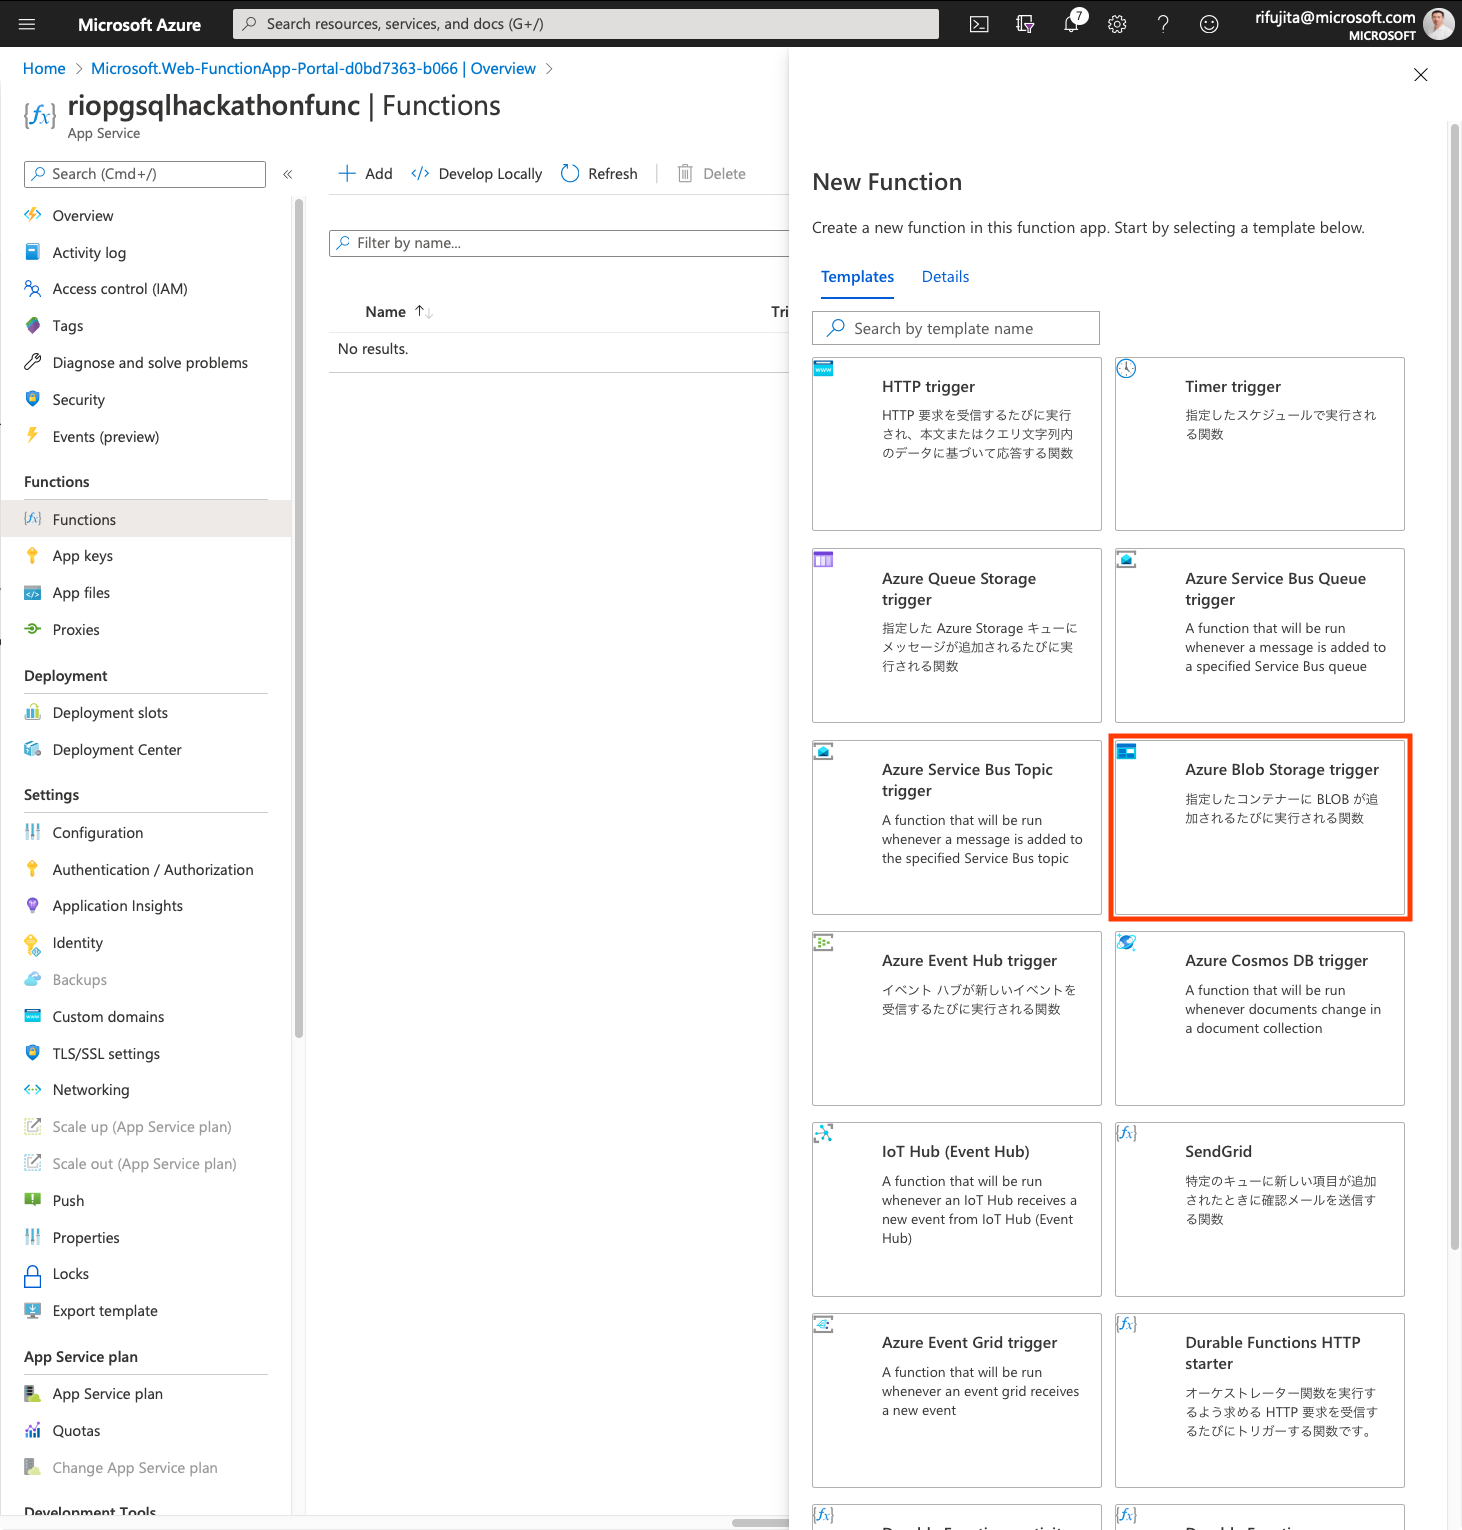 Microsoft Azure
Search resources, services, and docs (G+/)
7
rifujita@microsoft.com
MICROSOFT
Home > Microsoft.Web-FunctionApp-Portal-d0bd7363-b066 | Overview >
riopgsqlhackathonfunc | Functions
App Service
Search (Cmd+/)
«
Overview
Activity log
Access control (IAM)
Tags
Diagnose and solve problems
Security
Events (preview)
Functions
Functions
App keys
App files
Proxies
Deployment
Deployment slots
Deployment Center
Settings
Configuration
Authentication / Authorization
Application Insights
Identity
Backups
Custom domains
TLS/SSL settings
Networking
Scale up (App Service plan)
Scale out (App Service plan)
Push
Properties
Locks
Export template
App Service plan
App Service plan
Quotas
Change App Service plan
Development Tools
Add
Develop Locally
Refresh
Delete
Filter by name...
Name ↑↓
Tri
No results.
New Function
Create a new function in this function app. Start by selecting a template below.
Templates
Details
Search by template name
HTTP trigger
HTTP 要求を受信するたびに実行
され、本文またはクエリ文字列内
のデータに基づいて応答する関数
Timer trigger
指定したスケジュールで実行され
る関数
Azure Queue Storage
trigger
指定した Azure Storage キューに
メッセージが追加されるたびに実
行される関数
Azure Service Bus Queue
trigger
A function that will be run
whenever a message is added to
a specified Service Bus queue
Azure Service Bus Topic
trigger
A function that will be run
whenever a message is added to
the specified Service Bus topic
Azure Blob Storage trigger
指定したコンテナーに BLOB が追
加されるたびに実行される関数
Azure Event Hub trigger
イベント ハブが新しいイベントを
受信するたびに実行される関数
Azure Cosmos DB trigger
A function that will be run
whenever documents change in
a document collection
IoT Hub (Event Hub)
A function that will be run
whenever an IoT Hub receives a
new event from IoT Hub (Event
Hub)
SendGrid
特定のキューに新しい項目が追加
されたときに確認メールを送信す
る関数
Azure Event Grid trigger
A function that will be run
whenever an event grid receives
a new event
Durable Functions HTTP
starter
オーケストレーター関数を実行す
るよう求める HTTP 要求を受信す
るたびにトリガーする関数です。